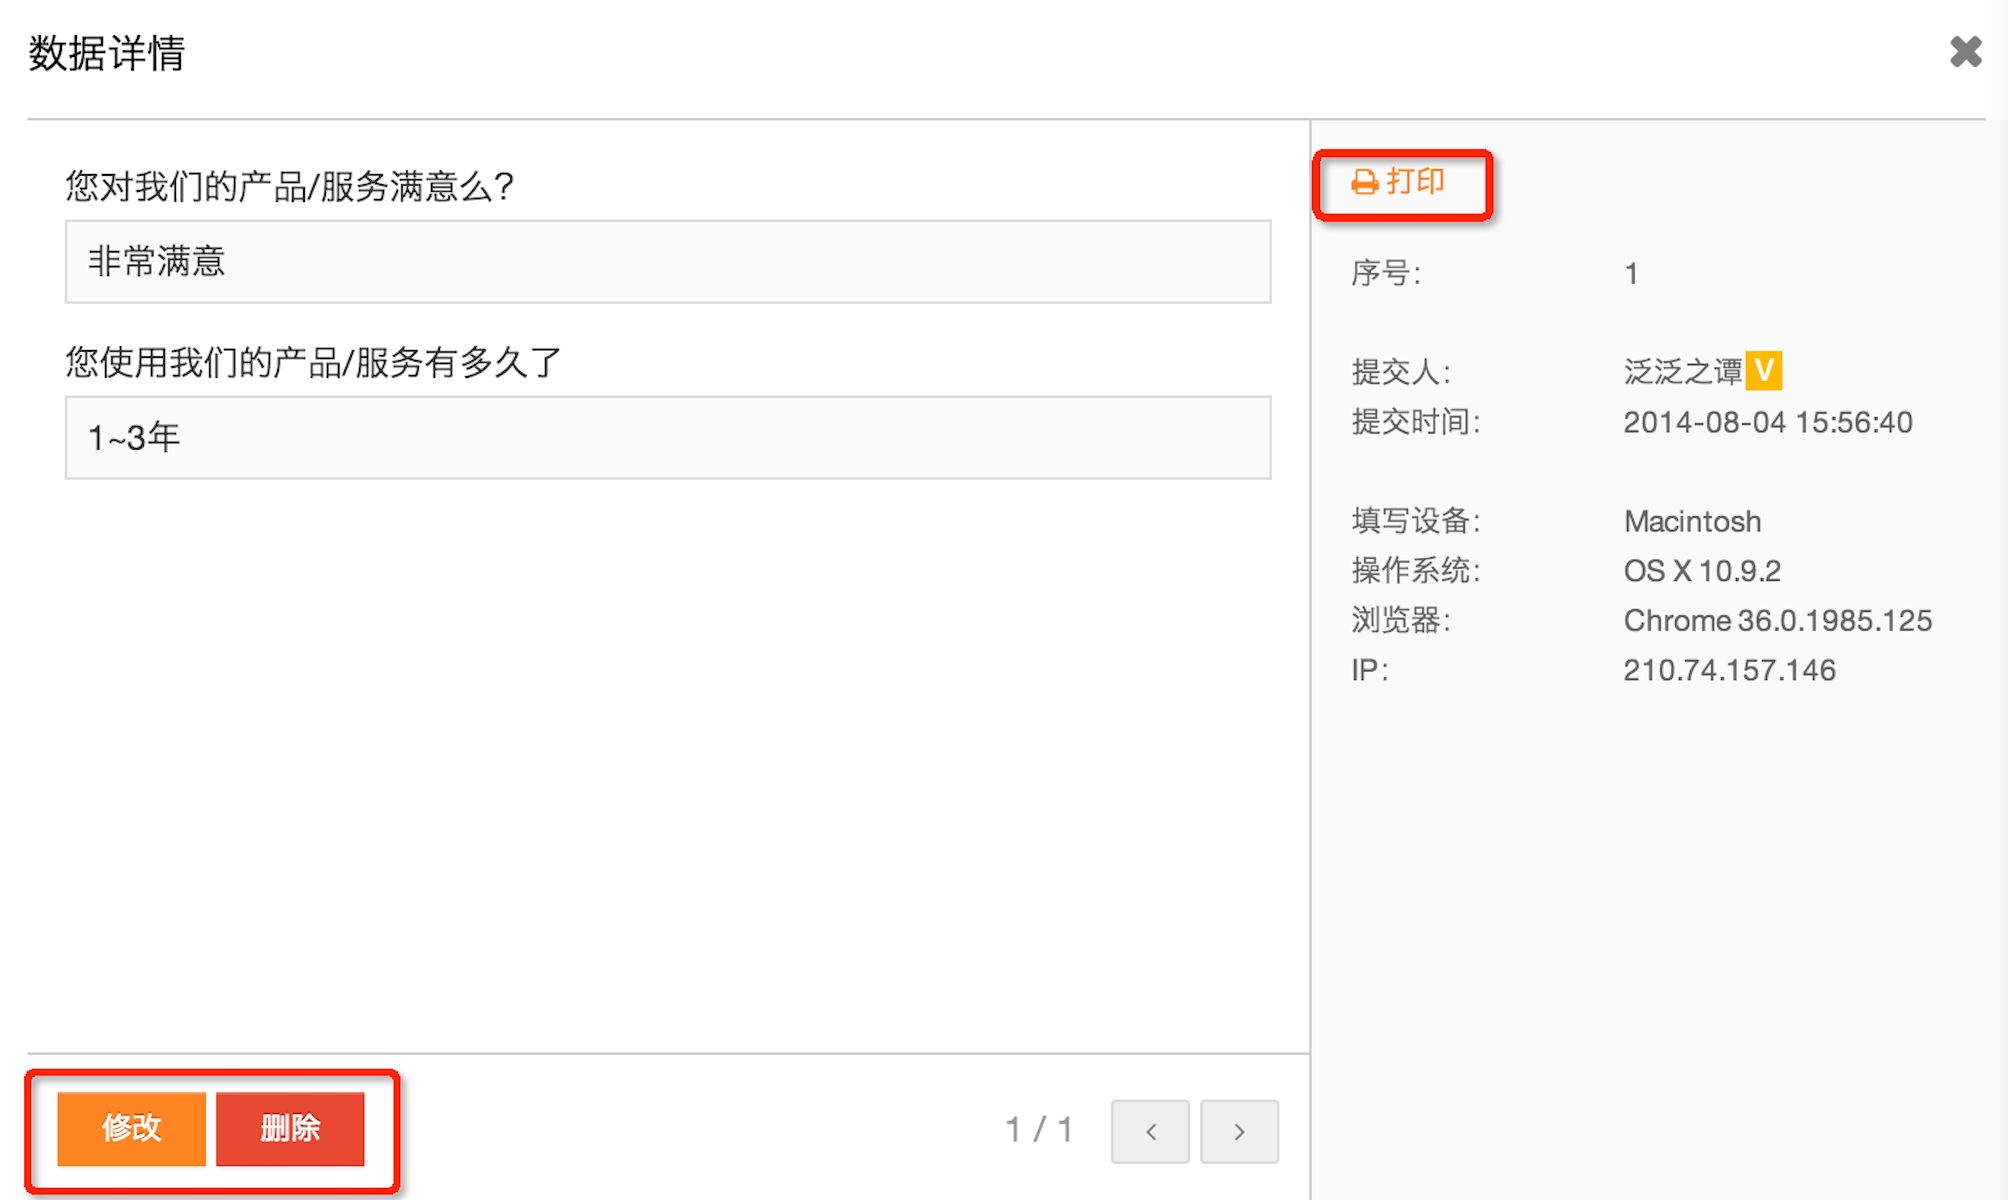 数据详情
您对我们的产品/服务满意么?
非常满意
您使用我们的产品/服务有多久了
1~3年
修改
删除
1 / 1
打印
序号: 1
提交人: 泛泛之谭 V
提交时间: 2014-08-04 15:56:40
填写设备: Macintosh
操作系统: OS X 10.9.2
浏览器: Chrome 36.0.1985.125
IP: 210.74.157.146